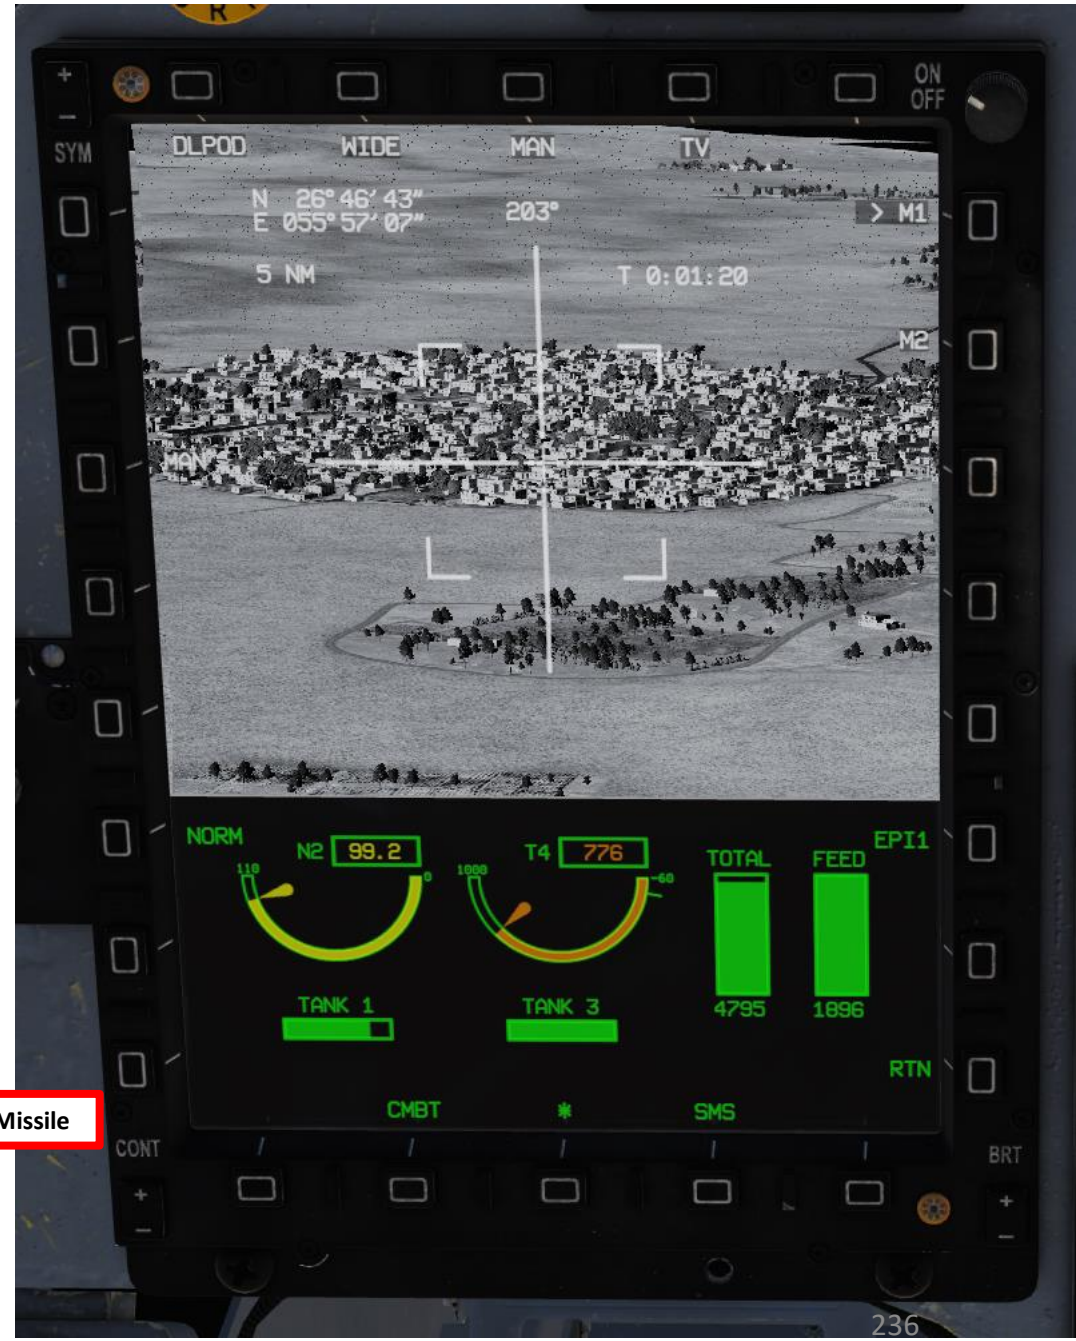 R
+
ON
OFF
SYM
DLPOD WIDE MAN TV
N 26°46'43"
E 055°57'07"
203°
> M1
5 NM
T 0:01:20
M2
MAN
NORM
N2 99.2
T4 776
EPI1
TOTAL FEED
110
0
1000
-60
TANK 1
TANK 3
4795
1896
RTN
CMBT * SMS
Missile
CONT
BRT
+
+
236